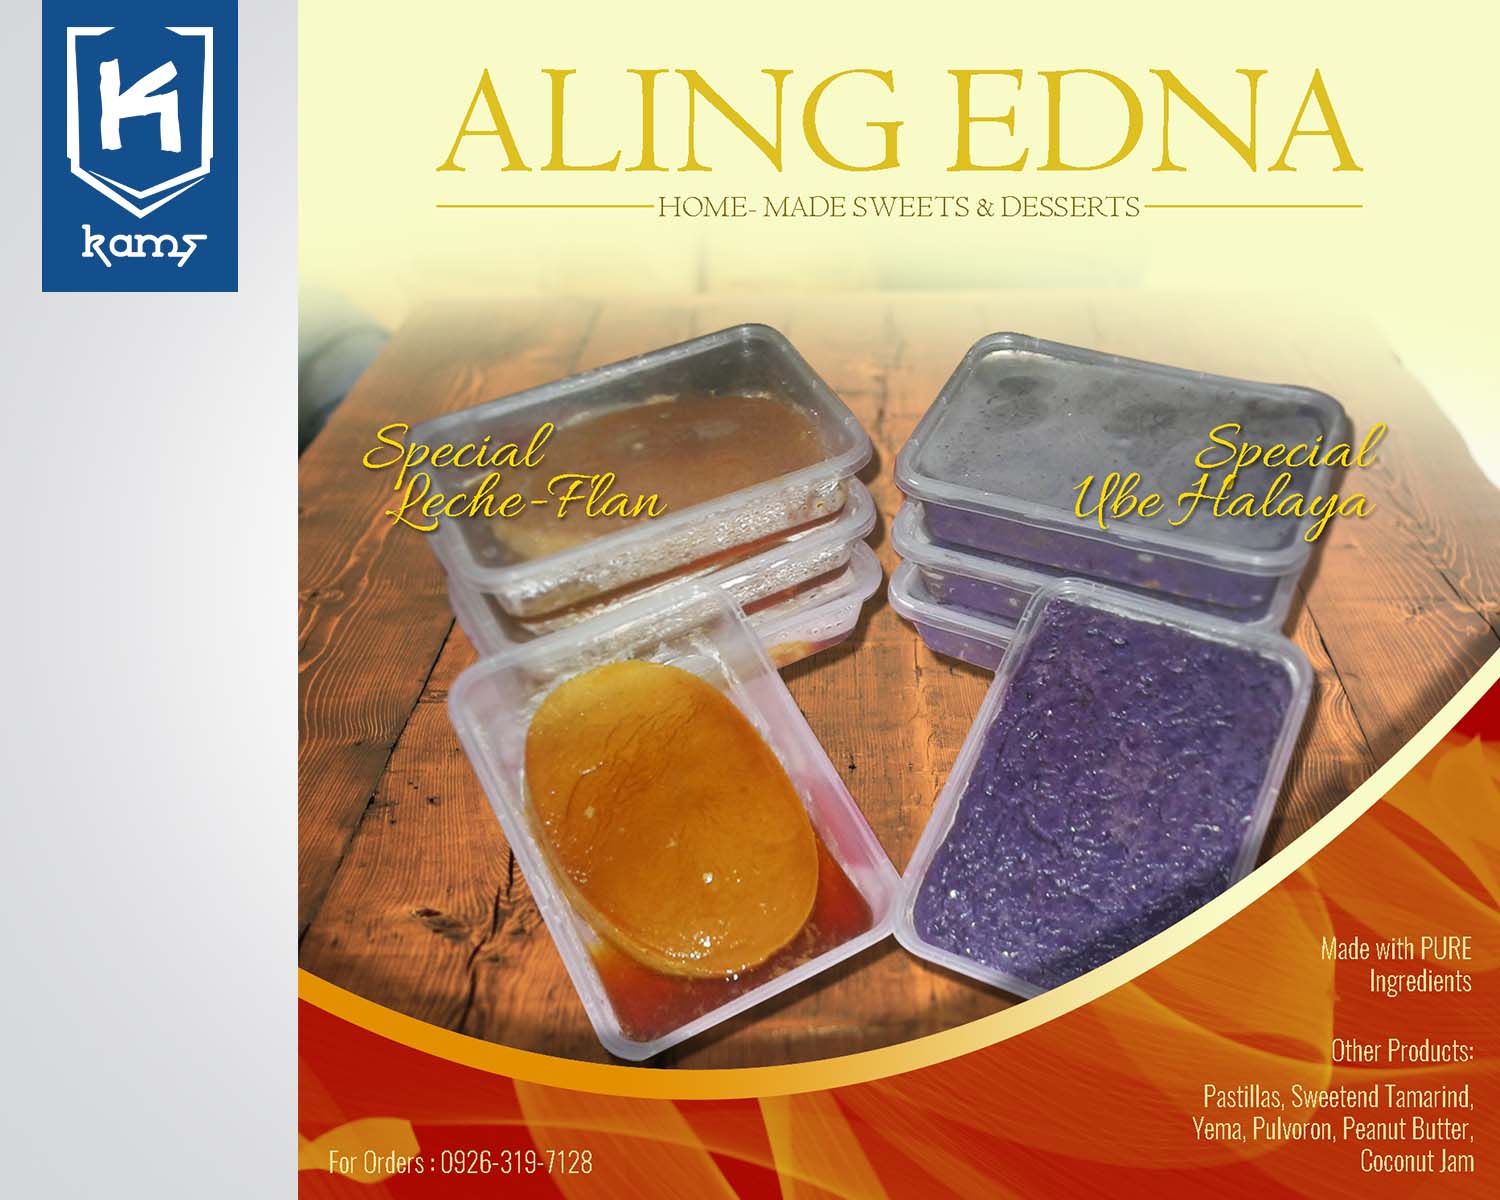 K
kams
ALING EDNA
HOME- MADE SWEETS & DESSERTS
Special
Leche-Flan
Special
Ube Halaya
Made with PURE
Ingredients
Other Products:
Pastillas, Sweetend Tamarind,
Yema, Pulvoron, Peanut Butter,
Coconut Jam
For Orders : 0926-319-7128